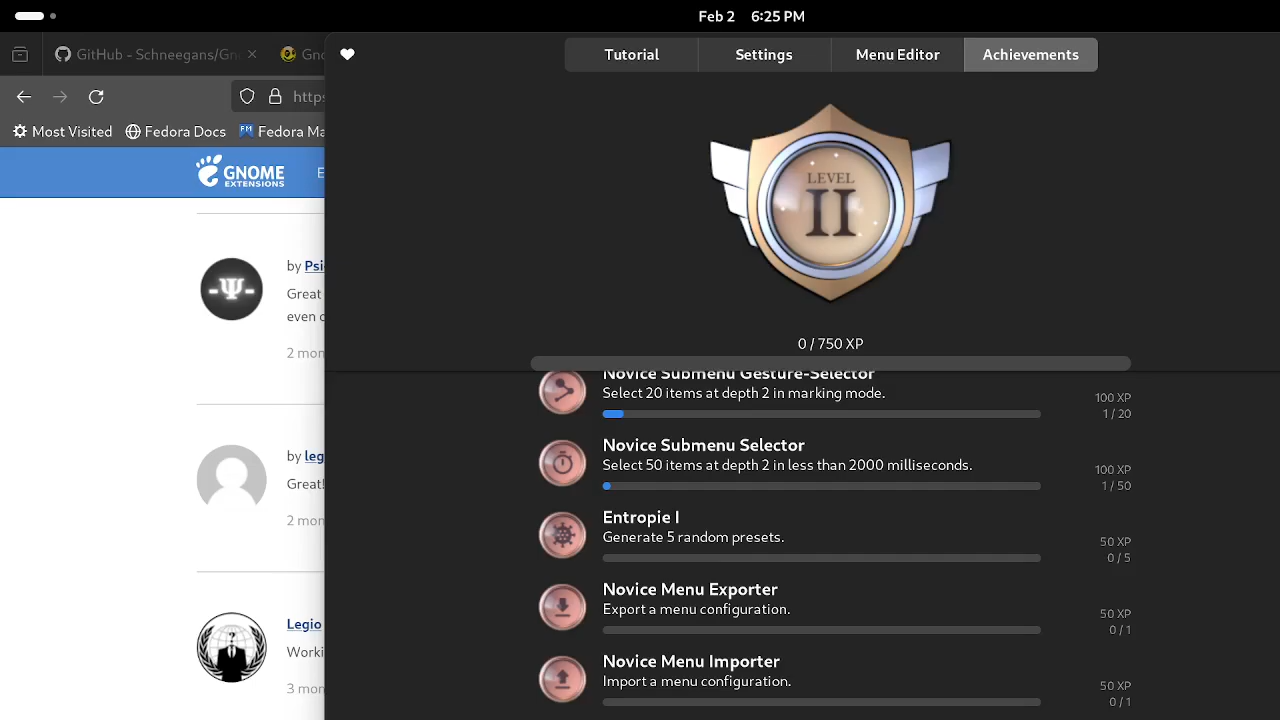 Feb 2 6:25 PM
GitHub - Schneegans/Gn
Gno
Tutorial
Settings
Menu Editor
Achievements
https
Most Visited
Fedora Docs
Fedora Ma
GNOME
EXTENSIONS
E
LEVEL
II
by Psi
Great
even
2 mon
by leg
Great!
2 mon
Legio
Worki
3 mon
0 / 750 XP
Novice Submenu Gesture-Selector
Select 20 items at depth 2 in marking mode.
100 XP
1 / 20
Novice Submenu Selector
Select 50 items at depth 2 in less than 2000 milliseconds.
100 XP
1 / 50
Entropie I
Generate 5 random presets.
50 XP
0 / 5
Novice Menu Exporter
Export a menu configuration.
50 XP
0 / 1
Novice Menu Importer
Import a menu configuration.
50 XP
0 / 1